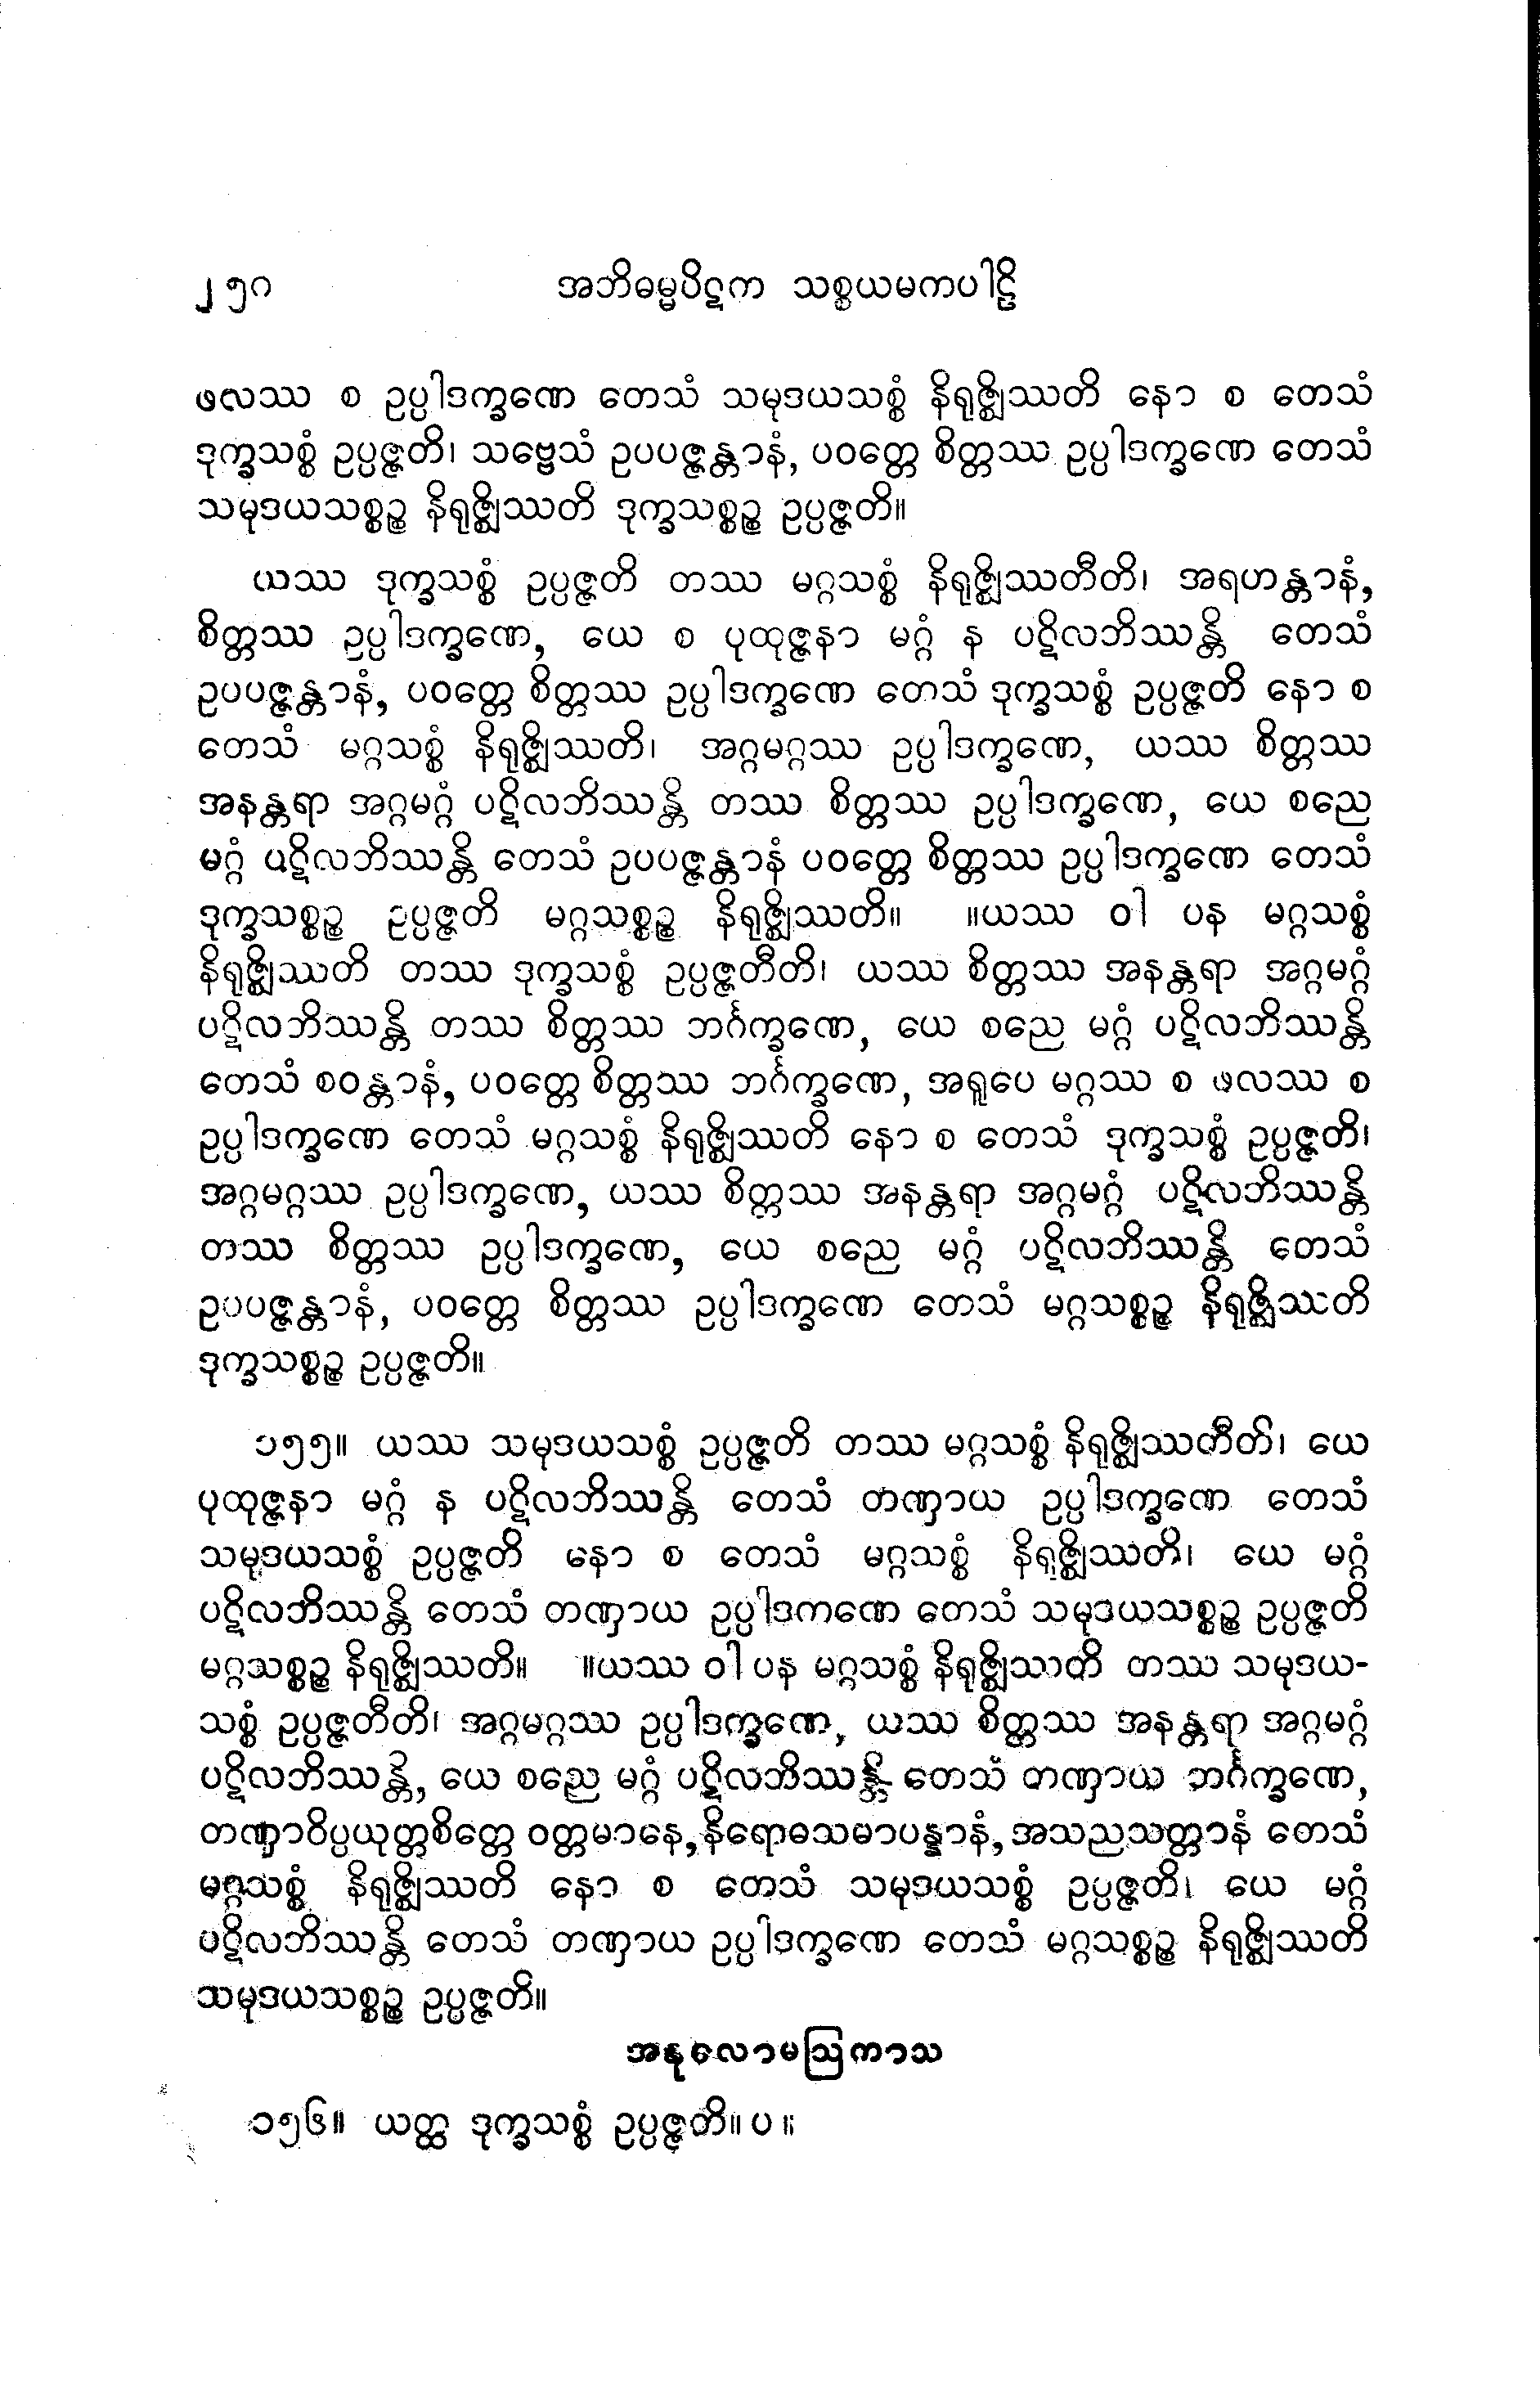 ၂၅၀ အဘိဓမ္မပိဋက သစ္စယမကပါဠိ
ဖလဿ စ ဥပ္ပါဒက္ခဏေ တေသံ သမုဒယသစ္စံ နိရုဇ္ဈိဿတိ နော စ တေသံ
ဒုက္ခသစ္စံ ဥပ္ပဇ္ဇတိ၊ သဗ္ဗေသံ ဥပပဇ္ဇန္တာနံ, ပဝတ္တေ စိတ္တဿ ဥပ္ပါဒက္ခဏေ တေသံ
သမုဒယသစ္စဉ္စ နိရုဇ္ဈိဿတိ ဒုက္ခသစ္စဉ္စ ဥပ္ပဇ္ဇတိ။
ယဿ ဒုက္ခသစ္စံ ဥပ္ပဇ္ဇတိ တဿ မဂ္ဂသစ္စံ နိရုဇ္ဈိဿတီတိ၊ အရဟန္တာနံ,
စိတ္တဿ ဥပ္ပါဒက္ခဏေ, ယေ စ ပုထုဇ္ဇနာ မဂ္ဂံ န ပဋိလဘိဿန္တိ တေသံ
ဥပပဇ္ဇန္တာနံ, ပဝတ္တေ စိတ္တဿ ဥပ္ပါဒက္ခဏေ တေသံ ဒုက္ခသစ္စံ ဥပ္ပဇ္ဇတိ နော စ
တေသံ မဂ္ဂသစ္စံ နိရုဇ္ဈိဿတိ၊ အဂ္ဂမဂ္ဂဿ ဥပ္ပါဒက္ခဏေ, ယဿ စိတ္တဿ
အနန္တရာ အဂ္ဂမဂ္ဂံ ပဋိလဘိဿန္တိ တဿ စိတ္တဿ ဥပ္ပါဒက္ခဏေ, ယေ စညေ
မဂ္ဂံ ပဋိလဘိဿန္တိ တေသံ ဥပပဇ္ဇန္တာနံ ပဝတ္တေ စိတ္တဿ ဥပ္ပါဒက္ခဏေ တေသံ
ဒုက္ခသစ္စဉ္စ ဥပ္ပဇ္ဇတိ မဂ္ဂသစ္စဉ္စ နိရုဇ္ဈိဿတိ။ ။ယဿ ဝါ ပန မဂ္ဂသစ္စံ
နိရုဇ္ဈိဿတိ တဿ ဒုက္ခသစ္စံ ဥပ္ပဇ္ဇတီတိ၊ ယဿ စိတ္တဿ အနန္တရာ အဂ္ဂမဂ္ဂံ
ပဋိလဘိဿန္တိ တဿ စိတ္တဿ ဘင်္ဂက္ခဏေ, ယေ စညေ မဂ္ဂံ ပဋိလဘိဿန္တိ
တေသံ စဝန္တာနံ, ပဝတ္တေ စိတ္တဿ ဘင်္ဂက္ခဏေ, အရူပေ မဂ္ဂဿ စ ဖလဿ စ
ဥပ္ပါဒက္ခဏေ တေသံ မဂ္ဂသစ္စံ နိရုဇ္ဈိဿတိ နော စ တေသံ ဒုက္ခသစ္စံ ဥပ္ပဇ္ဇတိ၊
အဂ္ဂမဂ္ဂဿ ဥပ္ပါဒက္ခဏေ, ယဿ စိတ္တဿ အနန္တရာ အဂ္ဂမဂ္ဂံ ပဋိလဘိဿန္တိ
တဿ စိတ္တဿ ဥပ္ပါဒက္ခဏေ, ယေ စညေ မဂ္ဂံ ပဋိလဘိဿန္တိ တေသံ
ဥပပဇ္ဇန္တာနံ, ပဝတ္တေ စိတ္တဿ ဥပ္ပါဒက္ခဏေ တေသံ မဂ္ဂသစ္စဉ္စ နိရုဇ္ဈိဿတိ
ဒုက္ခသစ္စဉ္စ ဥပ္ပဇ္ဇတိ။
၁၅၅။ ယဿ သမုဒယသစ္စံ ဥပ္ပဇ္ဇတိ တဿ မဂ္ဂသစ္စံ နိရုဇ္ဈိဿတီတိ၊ ယေ
ပုထုဇ္ဇနာ မဂ္ဂံ န ပဋိလဘိဿန္တိ တေသံ တဏှာယ ဥပ္ပါဒက္ခဏေ တေသံ
သမုဒယသစ္စံ ဥပ္ပဇ္ဇတိ နော စ တေသံ မဂ္ဂသစ္စံ နိရုဇ္ဈိဿတိ၊ ယေ မဂ္ဂံ
ပဋိလဘိဿန္တိ တေသံ တဏှာယ ဥပ္ပါဒကဏေ တေသံ သမုဒယသစ္စဉ္စ ဥပ္ပဇ္ဇတိ
မဂ္ဂသစ္စဉ္စ နိရုဇ္ဈိဿတိ။ ။ယဿ ဝါ ပန မဂ္ဂသစ္စံ နိရုဇ္ဈိဿတိ တဿ သမုဒယ-
သစ္စံ ဥပ္ပဇ္ဇတီတိ၊ အဂ္ဂမဂ္ဂဿ ဥပ္ပါဒက္ခဏေ, ယဿ စိတ္တဿ အနန္တရာ အဂ္ဂမဂ္ဂံ
ပဋိလဘိဿန္တိ, ယေ စညေ မဂ္ဂံ ပဋိလဘိဿန္တိ တေသံ တဏှာယ ဘင်္ဂက္ခဏေ,
တဏှာဝိပ္ပယုတ္တစိတ္တေ ဝတ္တမာနေ, နိရောဓသမာပန္နာနံ, အသညသတ္တာနံ တေသံ
မဂ္ဂသစ္စံ နိရုဇ္ဈိဿတိ နော စ တေသံ သမုဒယသစ္စံ ဥပ္ပဇ္ဇတိ၊ ယေ မဂ္ဂံ
ပဋိလဘိဿန္တိ တေသံ တဏှာယ ဥပ္ပါဒက္ခဏေ တေသံ မဂ္ဂသစ္စဉ္စ နိရုဇ္ဈိဿတိ
သမုဒယသစ္စဉ္စ ဥပ္ပဇ္ဇတိ။
အနုလောမဩကာသ
၁၅၆။ ယတ္ထ ဒုက္ခသစ္စံ ဥပ္ပဇ္ဇတိ။ ပ ။